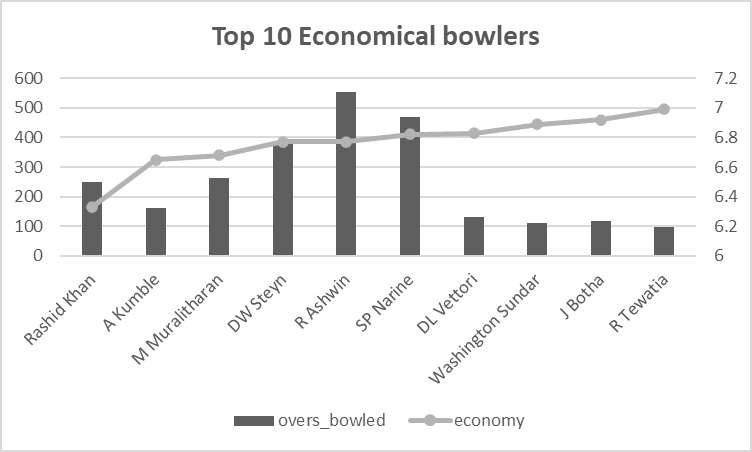 Top 10 Economical bowlers
600
500
400
300
200
100
0
7.2
7
6.8
6.6
6.4
6.2
6
Rashid Khan
A Kumble
M Muralitharan
DW Steyn
R Ashwin
SP Narine
DL Vettori
Washington Sundar
J Botha
R Tewatia
overs_bowled
economy